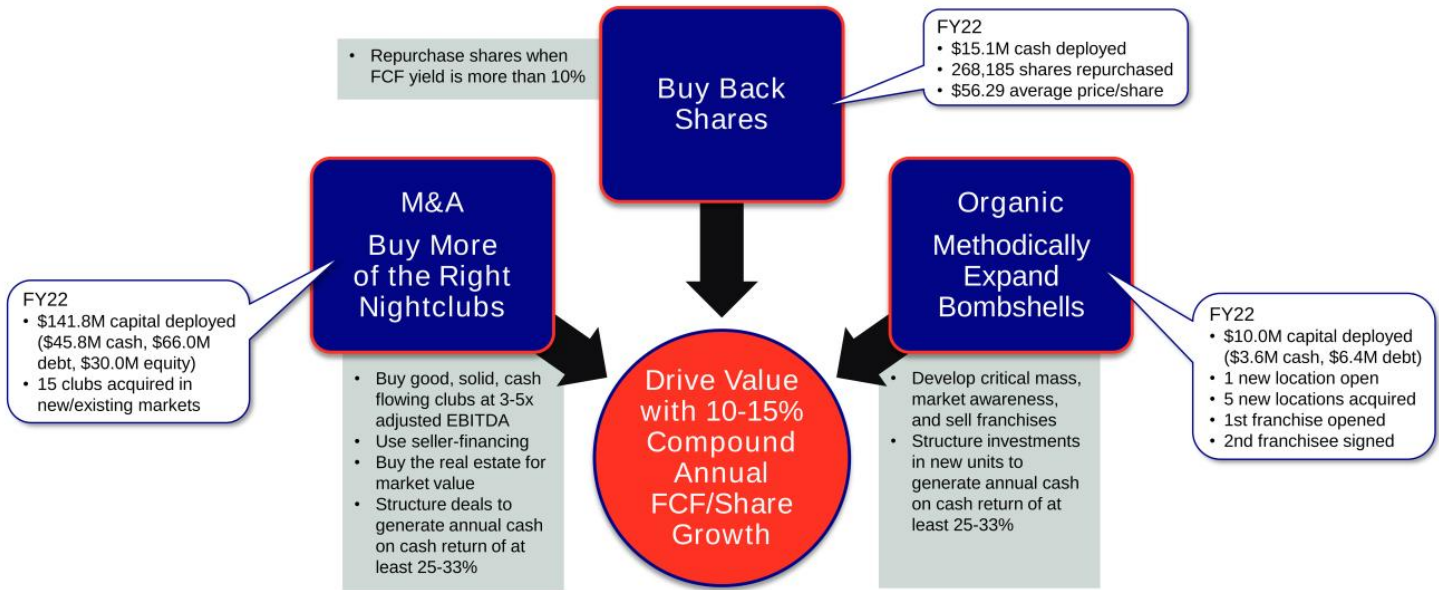 • Repurchase shares when
FCF yield is more than 10%
Buy Back
Shares
FY22
• $15.1M cash deployed
• 268,185 shares repurchased
• $56.29 average price/share
M&A
Buy More
of the Right
Nightclubs
FY22
• $141.8M capital deployed
($45.8M cash, $66.0M
debt, $30.0M equity)
• 15 clubs acquired in
new/existing markets
• Buy good, solid, cash
flowing clubs at 3-5x
adjusted EBITDA
• Use seller-financing
• Buy the real estate for
market value
• Structure deals to
generate annual cash
on cash return of at
least 25-33%
Drive Value
with 10-15%
Compound
Annual
FCF/Share
Growth
Organic
Methodically
Expand
Bombshells
• Develop critical mass,
market awareness,
and sell franchises
• Structure investments
in new units to
generate annual cash
on cash return of at
least 25-33%
FY22
• $10.0M capital deployed
($3.6M cash, $6.4M debt)
• 1 new location open
• 5 new locations acquired
• 1st franchise opened
• 2nd franchisee signed